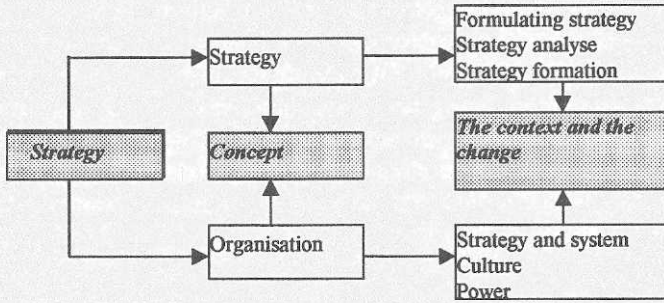 Strategy
Formulating strategy
Strategy analyse
Strategy formation
Strategy
Concept
The context and the
change
Organisation
Strategy and system
Culture
Power